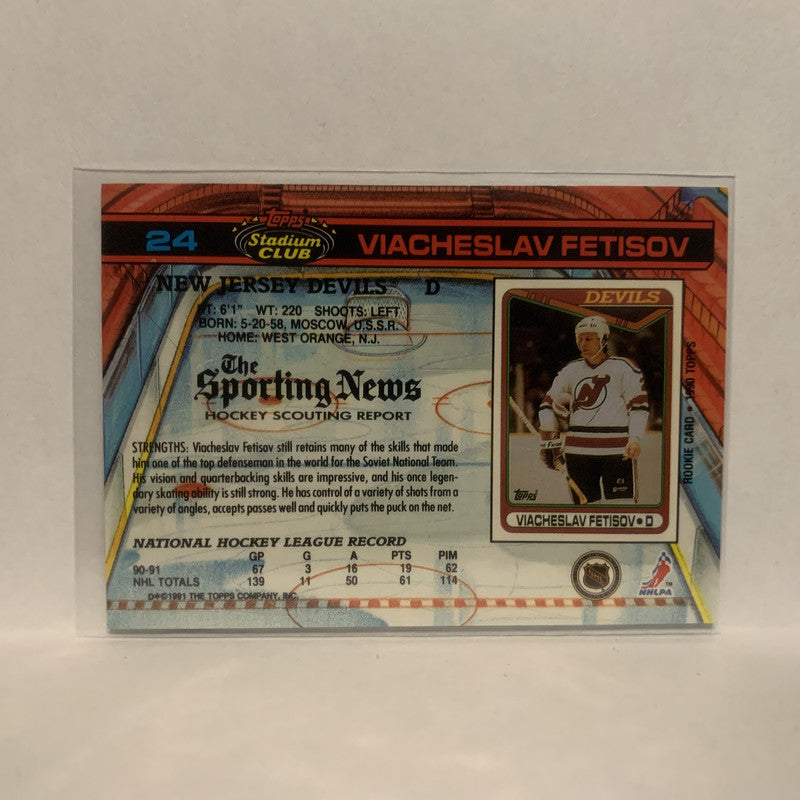 24
Topps
Stadium
CLUB
VIACHESLAV FETISOV
NEW JERSEY DEVILS D
HT: 6'1" WT: 220 SHOOTS: LEFT
BORN: 5-20-58, MOSCOW, U.S.S.R.
HOME: WEST ORANGE, N.J.
The
Sporting News
HOCKEY SCOUTING REPORT
STRENGTHS: Viacheslav Fetisov still retains many of the skills that made
him one of the top defenseman in the world for the Soviet National Team.
His vision and quarterbacking skills are impressive, and his once legen-
dary skating ability is still strong. He has control of a variety of shots from a
variety of angles, accepts passes well and quickly puts the puck on the net.
NATIONAL HOCKEY LEAGUE RECORD
GP G A PTS PIM
90-91 67 3 16 19 62
NHL TOTALS 139 11 50 61 114
D*©1991 THE TOPPS COMPANY, INC.
DEVILS
Topps
VIACHESLAV FETISOV • D
ROOKIE CARD • 1990 TOPPS
NHL
NHLPA
TM